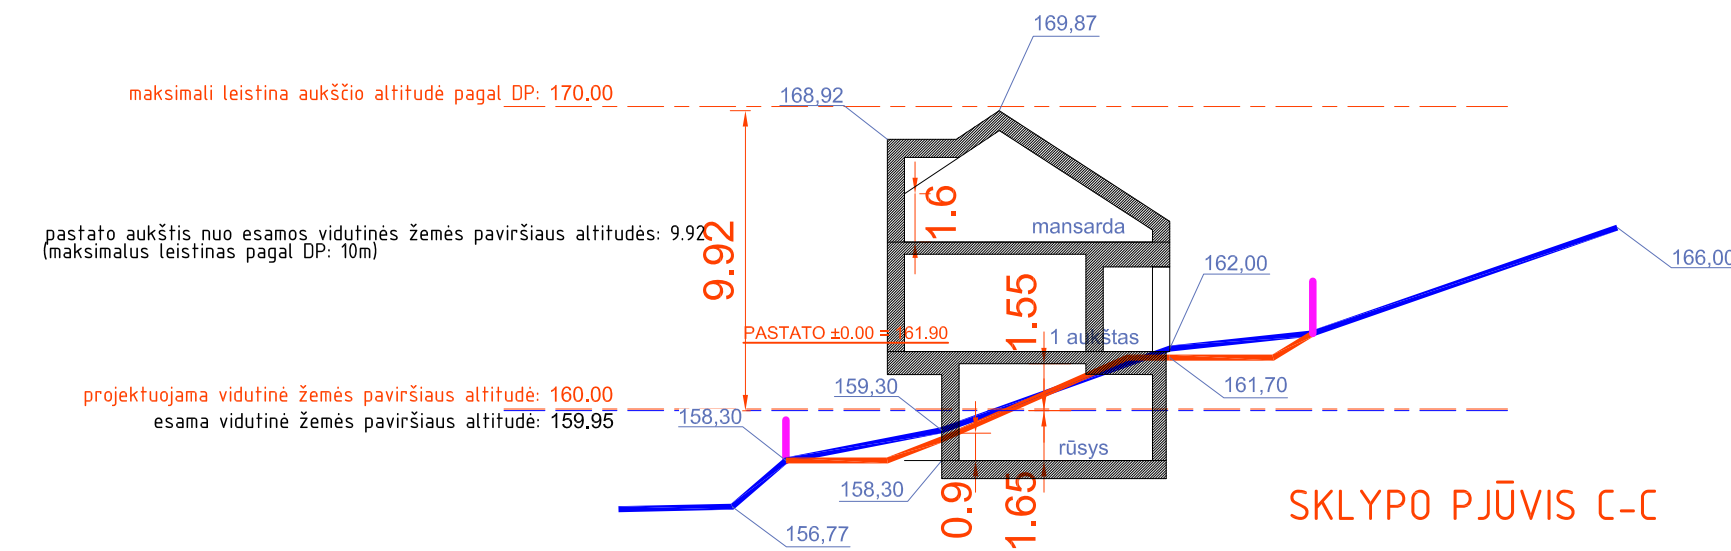 169,87
maksimali leistina aukščio altitudė pagal DP: 170.00
168,92
1.6
mansarda
pastato aukštis nuo esamos vidutinės žemės paviršiaus altitudės: 9.92
(maksimalus leistinas pagal DP: 10m)
9.92
162,00
166,00
1.55
PASTATO ±0.00 = 161.90
1 aukštas
159,30
161,70
projektuojama vidutinė žemės paviršiaus altitudė: 160.00
esama vidutinė žemės paviršiaus altitudė: 159.95
158,30
rūsys
158,30
0.9
1.65
SKLYPO PJŪVIS C-C
156,77